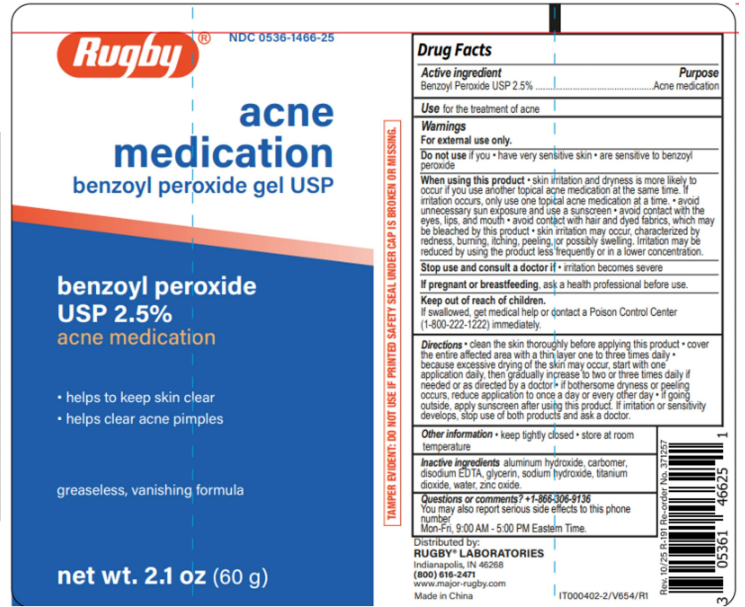 Rugby®
NDC 0536-1466-25
acne
medication
benzoyl peroxide gel USP
benzoyl peroxide
USP 2.5%
acne medication
• helps to keep skin clear
• helps clear acne pimples
greaseless, vanishing formula
net wt. 2.1 oz (60 g)
TAMPER EVIDENT: DO NOT USE IF PRINTED SAFETY SEAL UNDER CAP IS BROKEN OR MISSING.
Drug Facts
Active ingredient Purpose
Benzoyl Peroxide USP 2.5% ................................................Acne medication
Use for the treatment of acne
Warnings
For external use only.
Do not use if you • have very sensitive skin • are sensitive to benzoyl
peroxide
When using this product • skin irritation and dryness is more likely to
occur if you use another topical acne medication at the same time. If
irritation occurs, only use one topical acne medication at a time. • avoid
unnecessary sun exposure and use a sunscreen • avoid contact with the
eyes, lips, and mouth • avoid contact with hair and dyed fabrics, which may
be bleached by this product • skin irritation may occur, characterized by
redness, burning, itching, peeling, or possibly swelling. Irritation may be
reduced by using the product less frequently or in a lower concentration.
Stop use and consult a doctor if • irritation becomes severe
If pregnant or breastfeeding, ask a health professional before use.
Keep out of reach of children.
If swallowed, get medical help or contact a Poison Control Center
(1-800-222-1222) immediately.
Directions • clean the skin thoroughly before applying this product • cover
the entire affected area with a thin layer one to three times daily •
because excessive drying of the skin may occur, start with one
application daily, then gradually increase to two or three times daily if
needed or as directed by a doctor • if bothersome dryness or peeling
occurs, reduce application to once a day or every other day • if going
outside, apply sunscreen after using this product. If irritation or sensitivity
develops, stop use of both products and ask a doctor.
Other information • keep tightly closed • store at room
temperature
Inactive ingredients aluminum hydroxide, carbomer,
disodium EDTA, glycerin, sodium hydroxide, titanium
dioxide, water, zinc oxide.
Questions or comments? +1-866-306-9136
You may also report serious side effects to this phone
number
Mon-Fri, 9:00 AM - 5:00 PM Eastern Time.
Distributed by:
RUGBY® LABORATORIES
Indianapolis, IN 46268
(800) 616-2471
www.major-rugby.com
Made in China
IT000402-2/V654/R1
Rev. 10/25 R-191 Re-order No. 371257
3 05361 46625 1